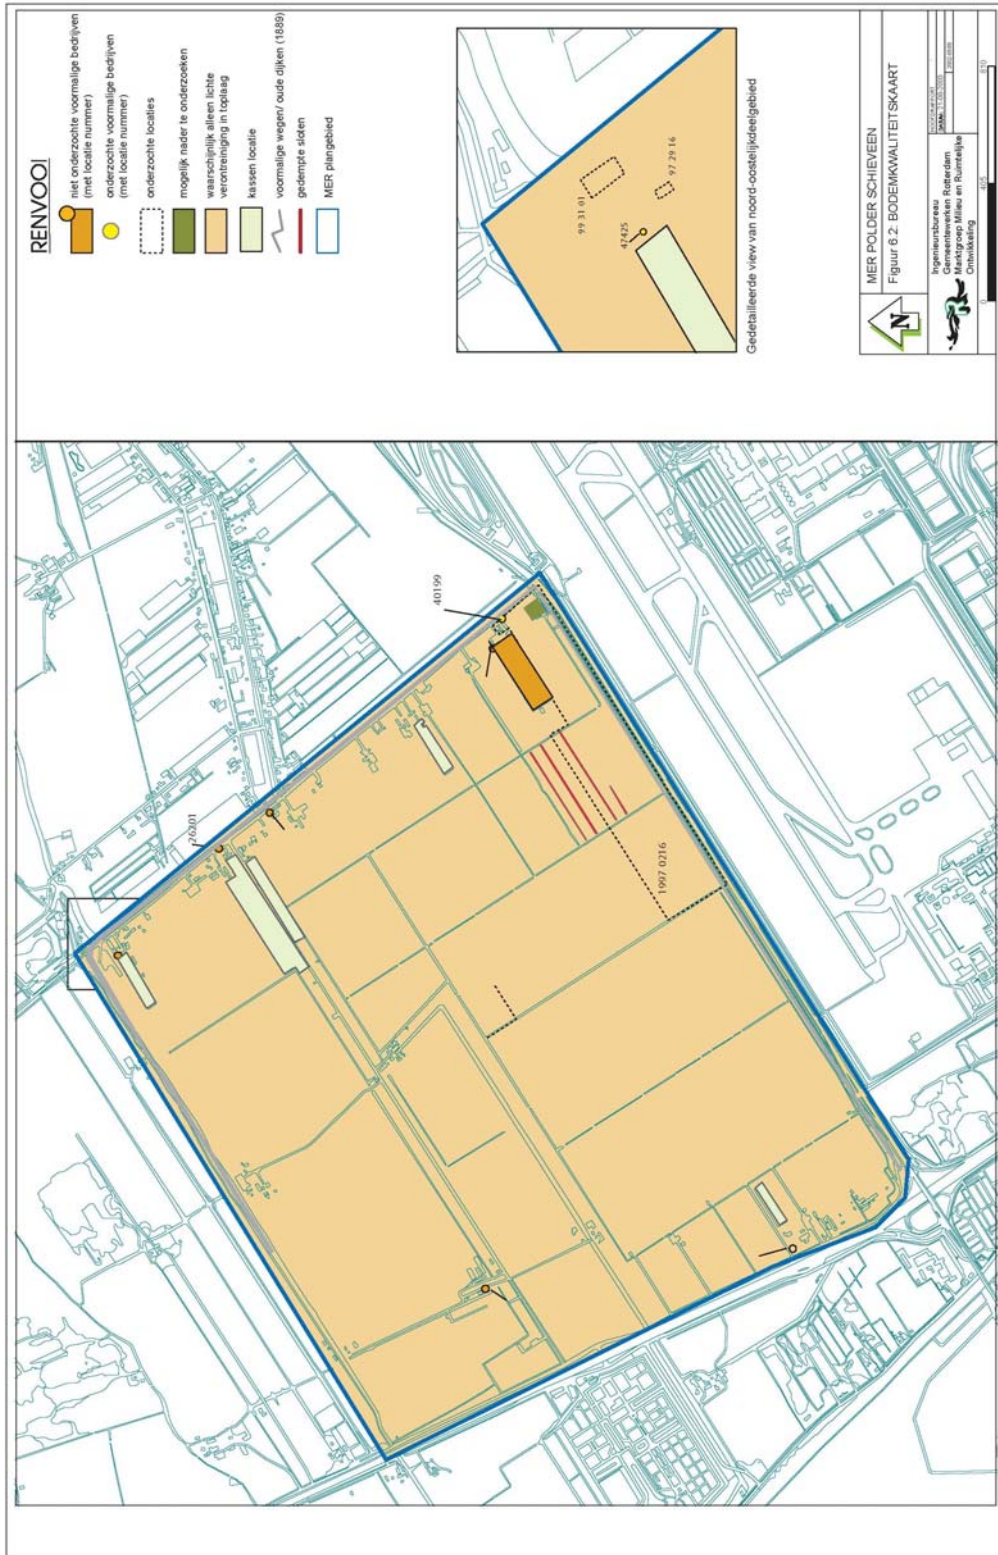 RENVOOI
niet onderzochte voormalige bedrijven
(met locatie nummer)
onderzochte voormalige bedrijven
(met locatie nummer)
onderzochte locaties
mogelijk nader te onderzoeken
waarschijnlijk alleen lichte
verontreiniging in toplaag
kassen locatie
voormalige wegen/ oude dijken (1889)
gedempte sloten
MER plangebied
99 31 01
97 29 16
47425
Gedetailleerde view van noord-oostelijkdeelgebied
26201
40199
1997 0216
MER POLDER SCHIEVEEN
Figuur 6.2: BODEMKWALITEITSKAART
N
Ingenieursbureau
Gemeentewerken Rotterdam
Marktgroep Milieu en Ruimtelijke
Ontwikkeling
0
405
810